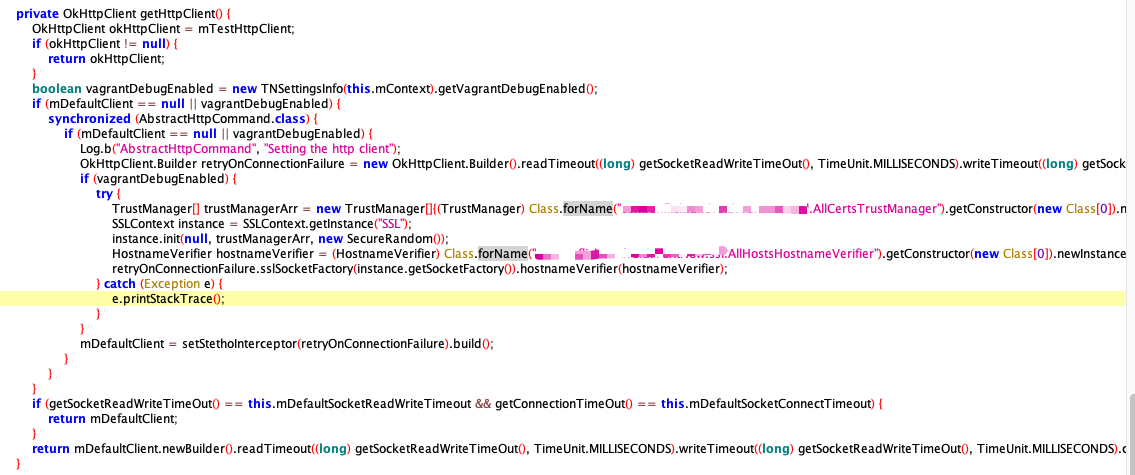 private OkHttpClient getHttpClient() {
OkHttpClient okHttpClient = mTestHttpClient;
if (okHttpClient != null) {
return okHttpClient;
}
boolean vagrantDebugEnabled = new TNSettingsInfo(this.mContext).getVagrantDebugEnabled();
if (mDefaultClient == null || vagrantDebugEnabled) {
synchronized (AbstractHttpCommand.class) {
if (mDefaultClient == null || vagrantDebugEnabled) {
Log.b("AbstractHttpCommand", "Setting the http client");
OkHttpClient.Builder retryOnConnectionFailure = new OkHttpClient.Builder().readTimeout((long) getSocketReadWriteTimeOut(), TimeUnit.MILLISECONDS).writeTimeout((long) getSock
if (vagrantDebugEnabled) {
try {
TrustManager[] trustManagerArr = new TrustManager[]{(TrustManager) Class.forName(" .AllCertsTrustManager").getConstructor(new Class[0]).n
SSLContext instance = SSLContext.getInstance("SSL");
instance.init(null, trustManagerArr, new SecureRandom());
HostnameVerifier hostnameVerifier = (HostnameVerifier) Class.forName(" .AllHostsHostnameVerifier").getConstructor(new Class[0]).newInstance
retryOnConnectionFailure.sslSocketFactory(instance.getSocketFactory()).hostnameVerifier(hostnameVerifier);
} catch (Exception e) {
e.printStackTrace();
}
}
mDefaultClient = setStethoInterceptor(retryOnConnectionFailure).build();
}
}
}
if (getSocketReadWriteTimeOut() == this.mDefaultSocketReadWriteTimeout && getConnectionTimeOut() == this.mDefaultSocketConnectTimeout) {
return mDefaultClient;
}
return mDefaultClient.newBuilder().readTimeout((long) getSocketReadWriteTimeOut(), TimeUnit.MILLISECONDS).writeTimeout((long) getSocketReadWriteTimeOut(), TimeUnit.MILLISECONDS).c
}